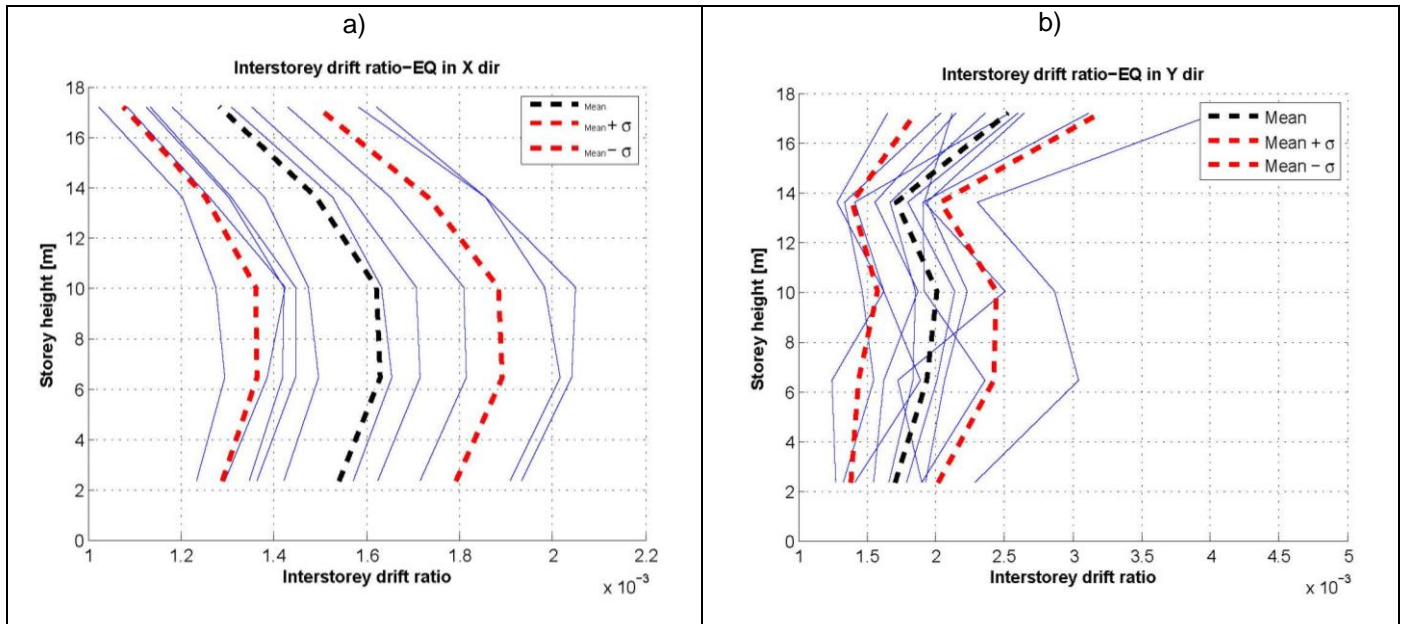 a)
Interstorey drift ratio-EQ in X dir
Mean
Mean + σ
Mean - σ
18
16
14
12
10
8
6
4
2
0
Storey height [m]
1 1.2 1.4 1.6 1.8 2 2.2
Interstorey drift ratio
x 10⁻³
b)
Interstorey drift ratio-EQ in Y dir
Mean
Mean + σ
Mean - σ
18
16
14
12
10
8
6
4
2
0
Storey height [m]
1 1.5 2 2.5 3 3.5 4 4.5 5
Interstorey drift ratio
x 10⁻³